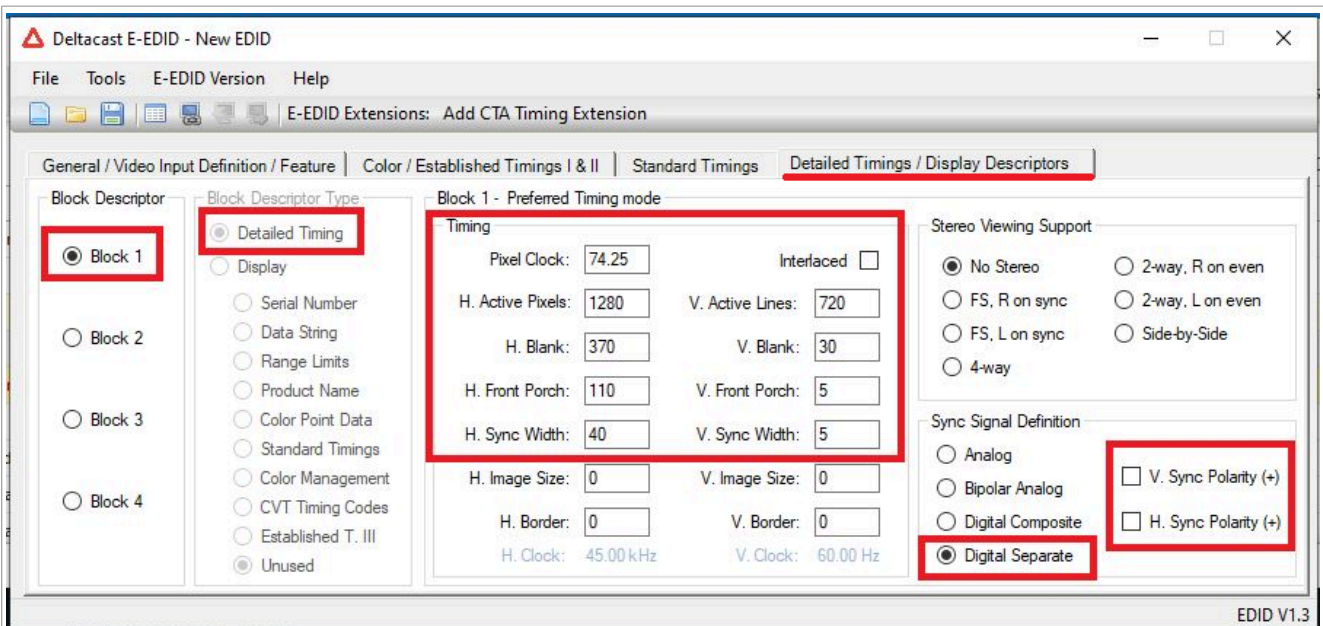 Deltacast E-EDID - New EDID
File Tools E-EDID Version Help
E-EDID Extensions: Add CTA Timing Extension
General / Video Input Definition / Feature Color / Established Timings I & II Standard Timings Detailed Timings / Display Descriptors
Block Descriptor
Block 1
Block 2
Block 3
Block 4
Block Descriptor Type
Detailed Timing
Display
Serial Number
Data String
Range Limits
Product Name
Color Point Data
Standard Timings
Color Management
CVT Timing Codes
Established T. III
Unused
Block 1 - Preferred Timing mode
Timing
Pixel Clock: 74.25 Interlaced
H. Active Pixels: 1280 V. Active Lines: 720
H. Blank: 370 V. Blank: 30
H. Front Porch: 110 V. Front Porch: 5
H. Sync Width: 40 V. Sync Width: 5
H. Image Size: 0 V. Image Size: 0
H. Border: 0 V. Border: 0
H. Clock: 45.00 kHz V. Clock: 60.00 Hz
Stereo Viewing Support
No Stereo 2-way, R on even
FS, R on sync 2-way, L on even
FS, L on sync Side-by-Side
4-way
Sync Signal Definition
Analog
Bipolar Analog
Digital Composite
Digital Separate
V. Sync Polarity (+)
H. Sync Polarity (+)
EDID V1.3